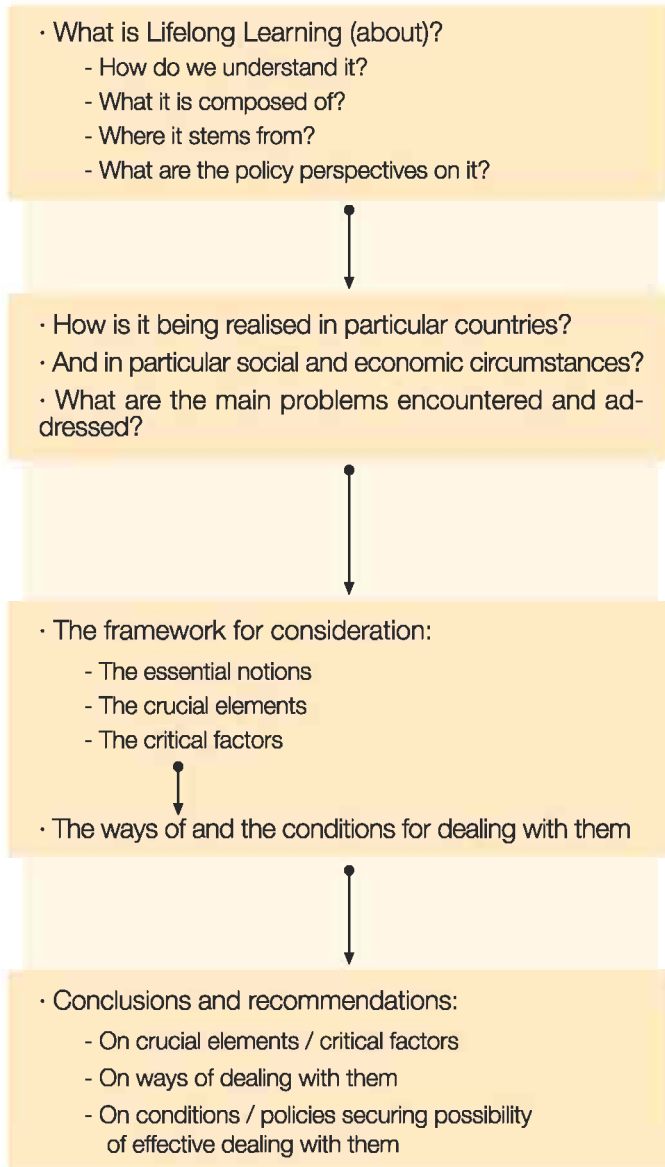 · What is Lifelong Learning (about)?
- How do we understand it?
- What it is composed of?
- Where it stems from?
- What are the policy perspectives on it?
· How is it being realised in particular countries?
· And in particular social and economic circumstances?
· What are the main problems encountered and ad-
dressed?
· The framework for consideration:
- The essential notions
- The crucial elements
- The critical factors
· The ways of and the conditions for dealing with them
· Conclusions and recommendations:
- On crucial elements / critical factors
- On ways of dealing with them
- On conditions / policies securing possibility
of effective dealing with them